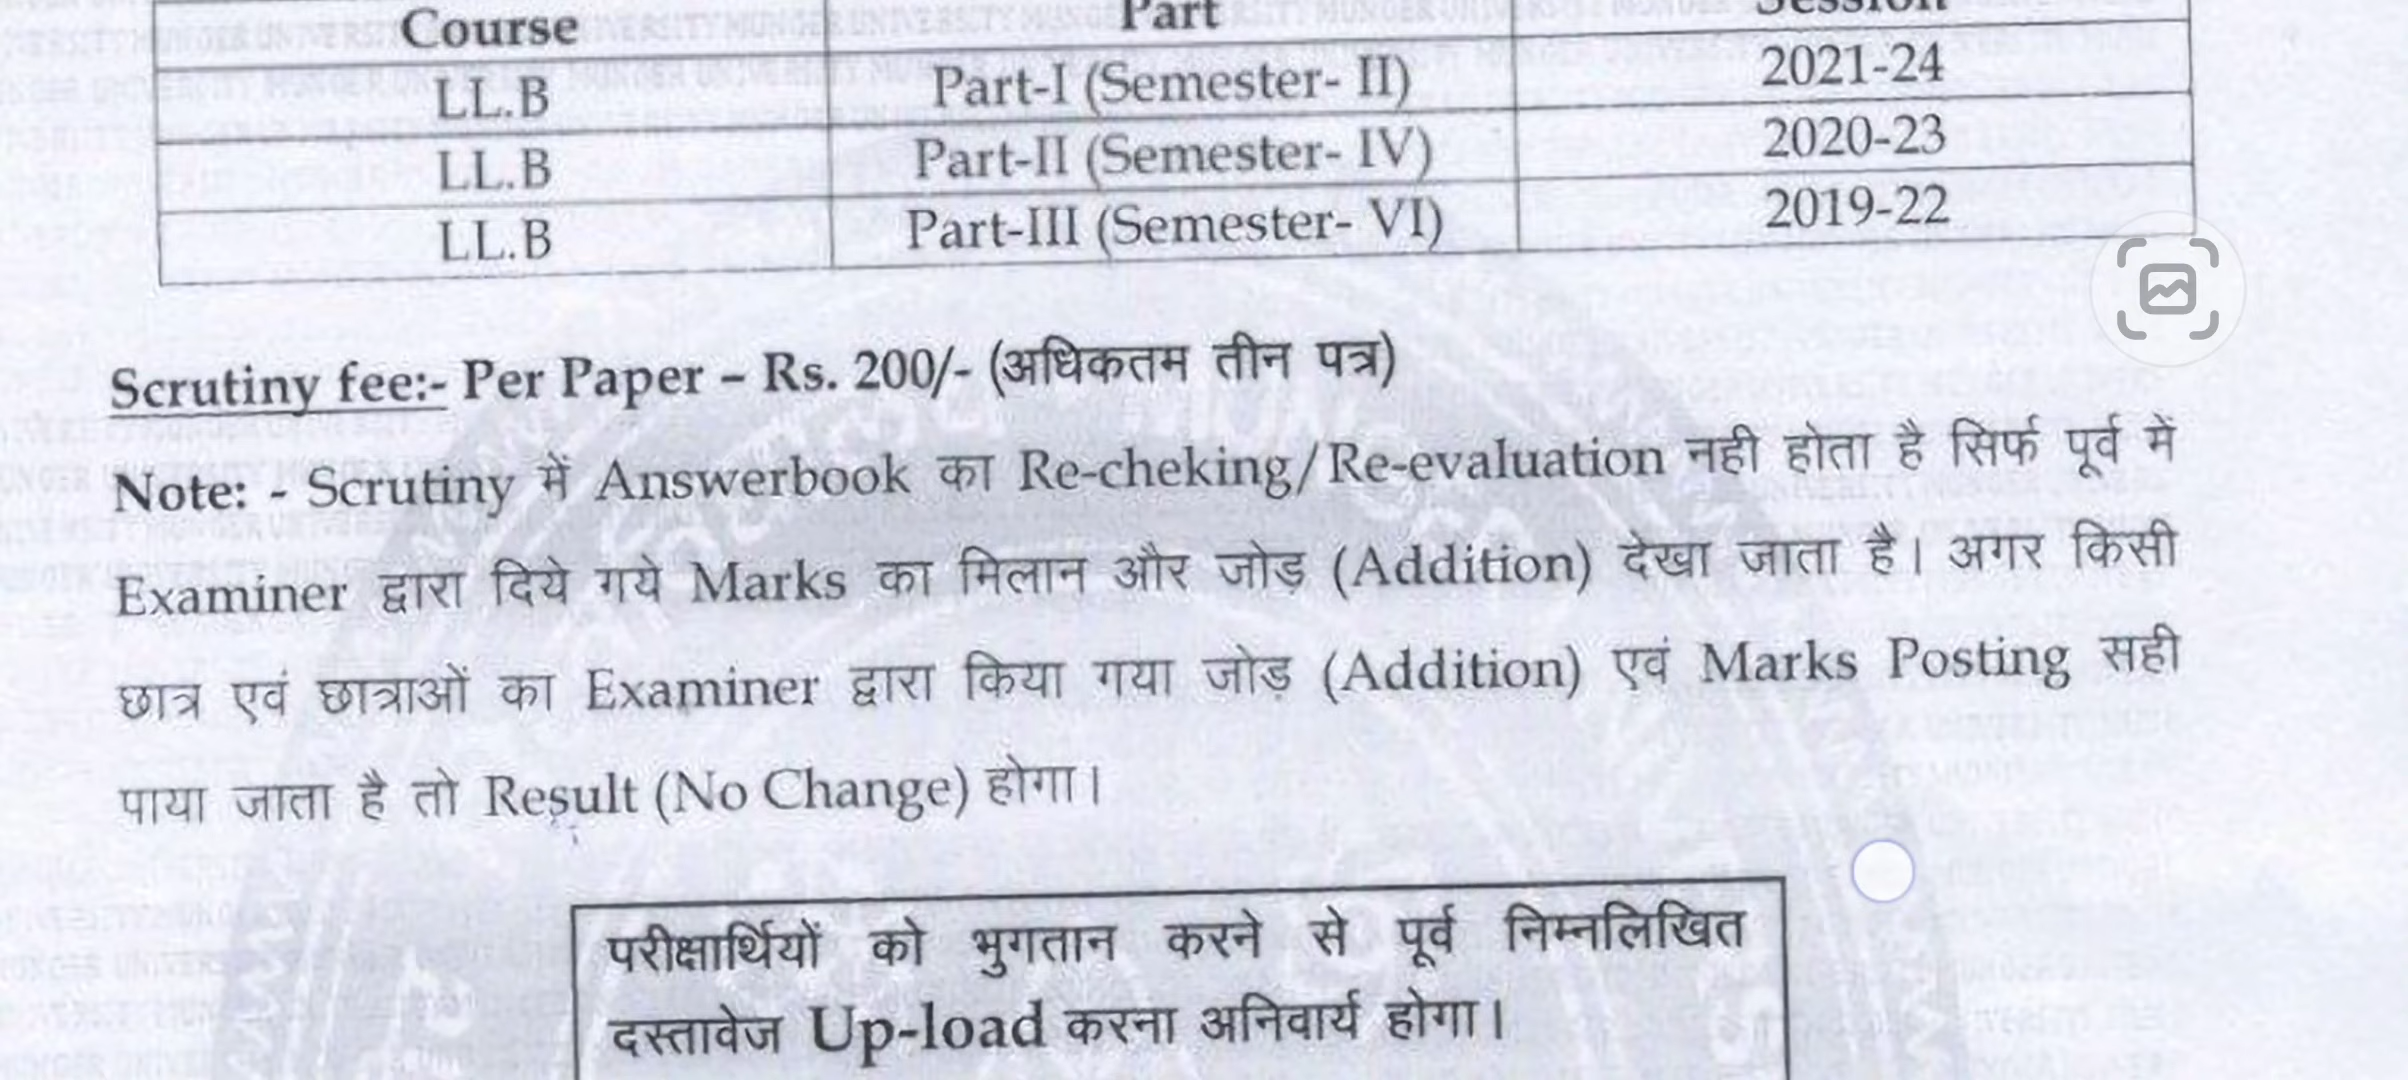 Course Part Session
LL.B Part-I (Semester- II) 2021-24
LL.B Part-II (Semester- IV) 2020-23
LL.B Part-III (Semester- VI) 2019-22
Scrutiny fee:- Per Paper – Rs. 200/- (अधिकतम तीन पत्र)
Note: - Scrutiny में Answerbook का Re-cheking/Re-evaluation नही होता है सिर्फ पूर्व में
Examiner द्वारा दिये गये Marks का मिलान और जोड़ (Addition) देखा जाता है। अगर किसी
छात्र एवं छात्राओं का Examiner द्वारा किया गया जोड़ (Addition) एवं Marks Posting सही
पाया जाता है तो Result (No Change) होगा।
परीक्षार्थियों को भुगतान करने से पूर्व निम्नलिखित
दस्तावेज Up-load करना अनिवार्य होगा।